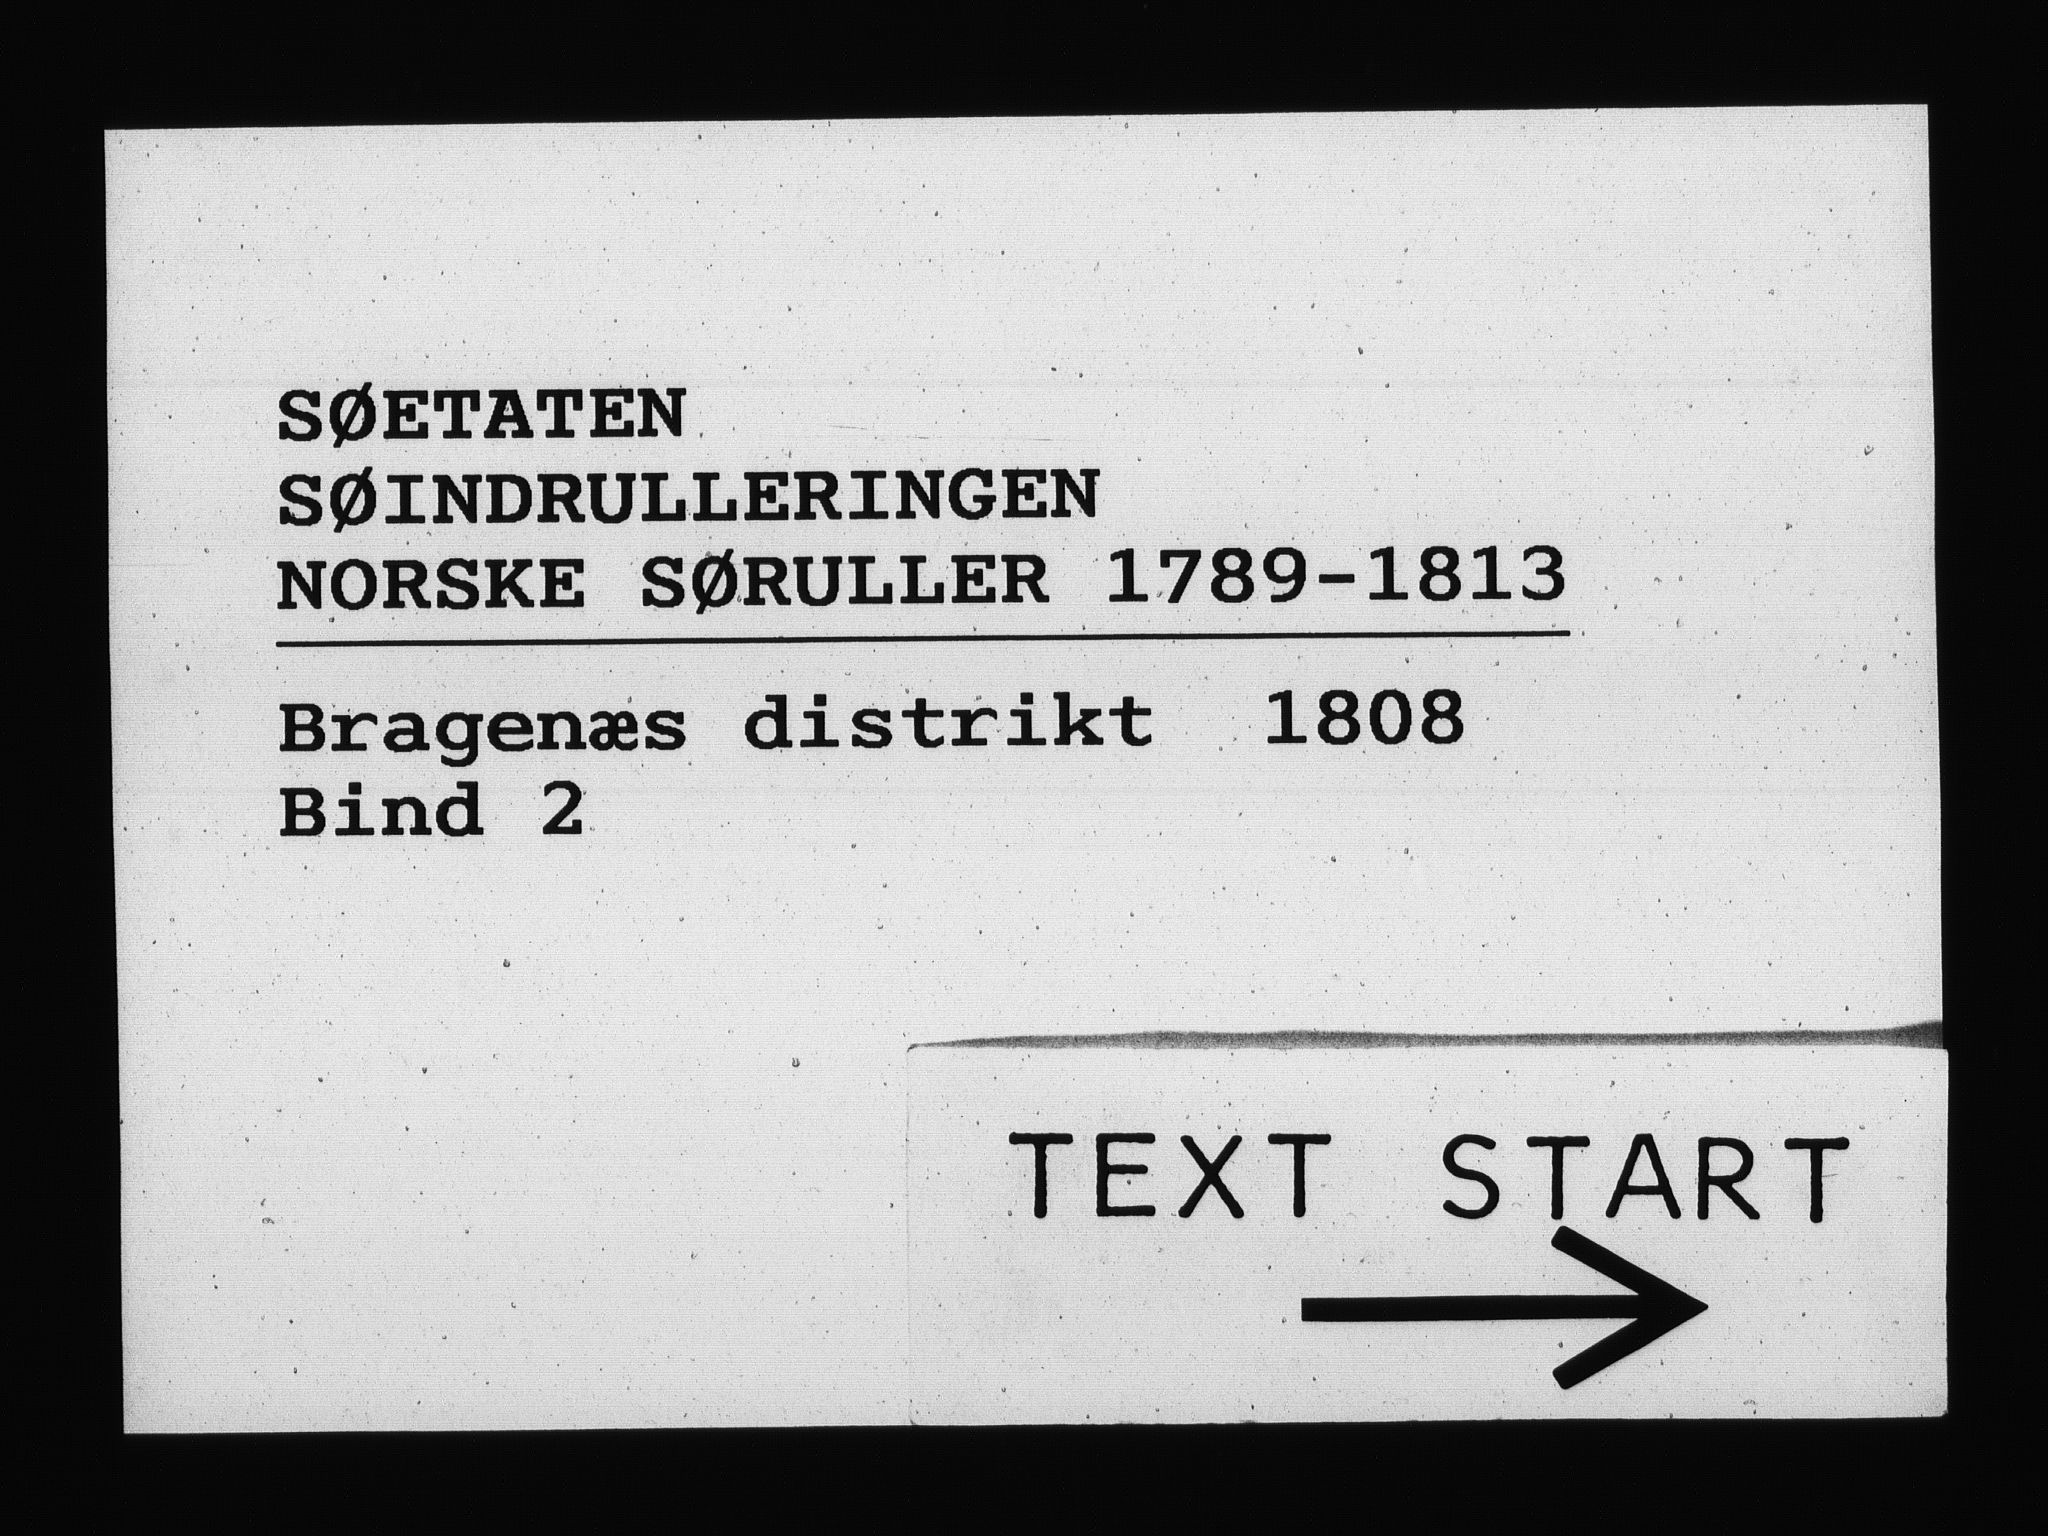 SØETATEN
SØINDRULLERINGEN
NORSKE SØRULLER 1789-1813
Bragenæs distrikt 1808
Bind 2
TEXT START